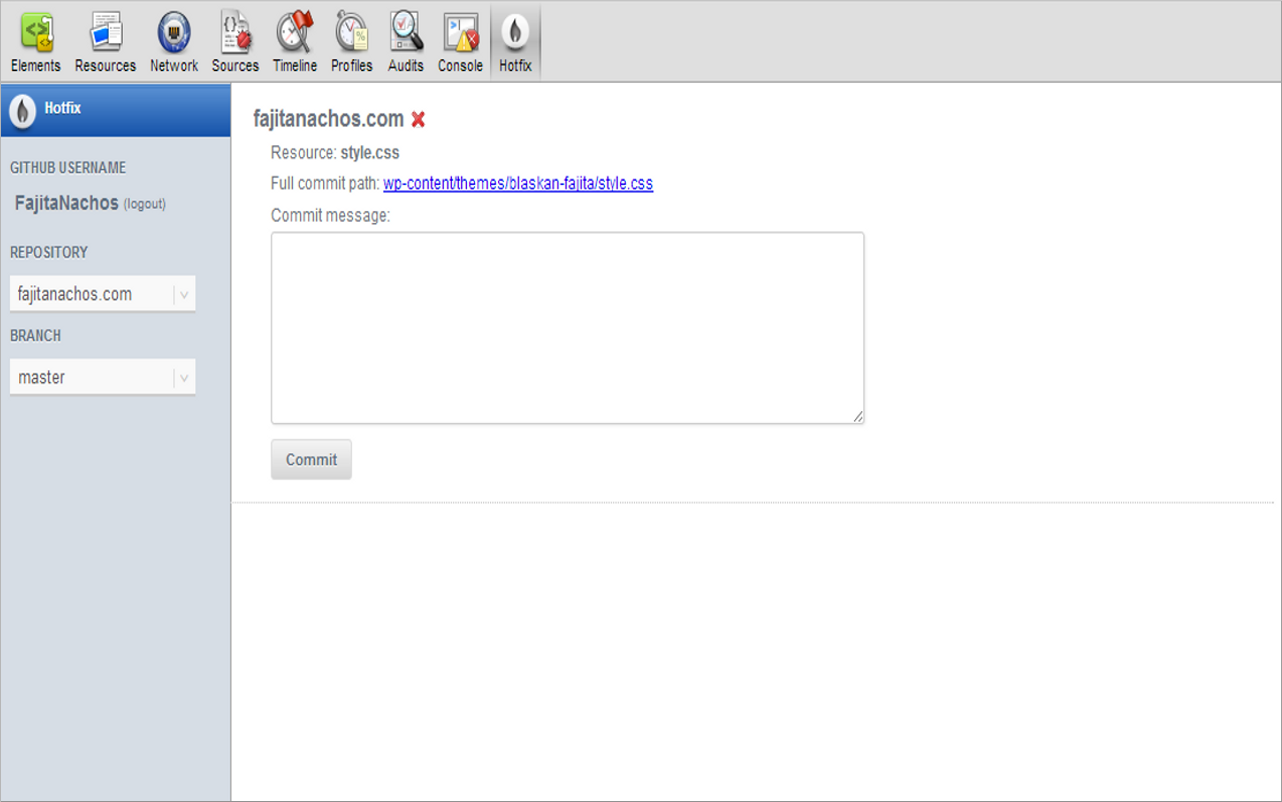 Elements Resources Network Sources Timeline Profiles Audits Console Hotfix
Hotfix
GITHUB USERNAME
FajitaNachos (logout)
REPOSITORY
fajitanachos.com
BRANCH
master
fajitanachos.com
Resource: style.css
Full commit path: wp-content/themes/blaskan-fajita/style.css
Commit message:
Commit